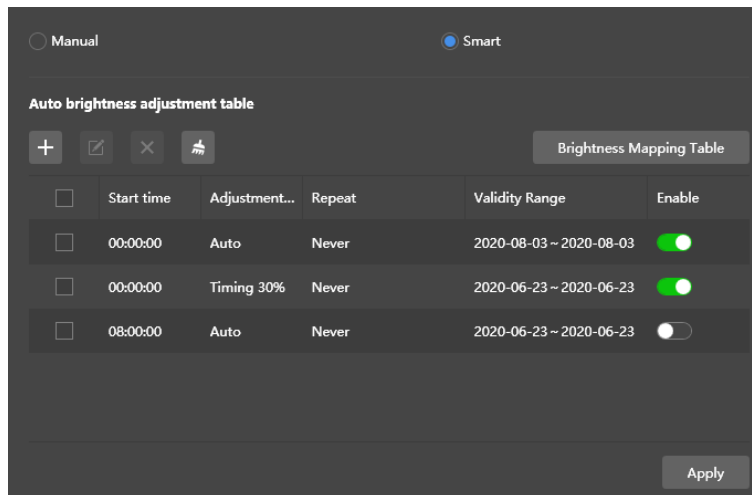 Manual Smart
Auto brightness adjustment table
Brightness Mapping Table
Start time Adjustment... Repeat Validity Range Enable
00:00:00 Auto Never 2020-08-03 ~ 2020-08-03
00:00:00 Timing 30% Never 2020-06-23 ~ 2020-06-23
08:00:00 Auto Never 2020-06-23 ~ 2020-06-23
Apply